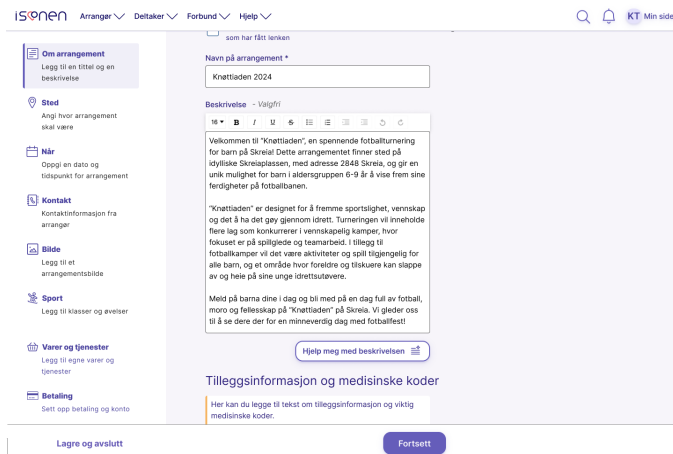 isonen
Arrangør
Deltaker
Forbund
Hjelp
KT
Min side
Om arrangement
Legg til en tittel og en
beskrivelse
Sted
Angi hvor arrangement
skal være
Når
Oppgi en dato og
tidspunkt for arrangement
Kontakt
Kontaktinformasjon fra
arrangør
Bilde
Legg til et
arrangementsbilde
Sport
Legg til klasser og øvelser
Varer og tjenester
Legg til egne varer og
tjenester
Betaling
Sett opp betaling og konto
som har fått lenken
Navn på arrangement *
Knøttiaden 2024
Beskrivelse - Valgfri
16 B I U S
Velkommen til "Knøttiaden", en spennende fotballturnering
for barn på Skreia! Dette arrangementet finner sted på
idylliske Skreiaplassen, med adresse 2848 Skreia, og gir en
unik mulighet for barn i aldersgruppen 6-9 år å vise frem sine
ferdigheter på fotballbanen.
"Knøttiaden" er designet for å fremme sportslighet, vennskap
og det å ha det gøy gjennom idrett. Turneringen vil inneholde
flere lag som konkurrerer i vennskapelig kamper, hvor
fokuset er på spillglede og teamarbeid. I tillegg til
fotballkamper vil det være aktiviteter og spill tilgjengelig for
alle barn, og et område hvor foreldre og tilskuere kan slappe
av og heie på sine unge idrettsutøvere.
Meld på barna dine i dag og bli med på en dag full av fotball,
moro og fellesskap på "Knøttiaden" på Skreia. Vi gleder oss
til å se dere der for en minneverdig dag med fotballfest!
Hjelp meg med beskrivelsen
Tilleggsinformasjon og medisinske koder
Her kan du legge til tekst om tilleggsinformasjon og viktig
medisinske koder.
Lagre og avslutt
Fortsett